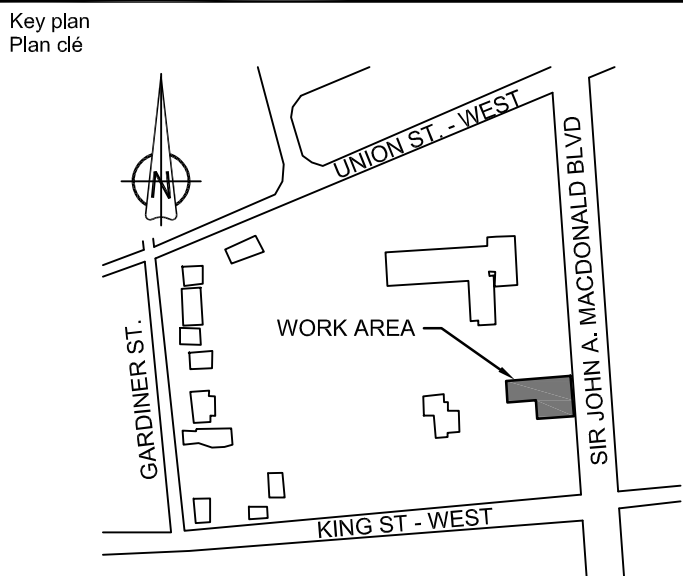 Key plan
Plan clé
N
UNION ST. - WEST
SIR JOHN A. MACDONALD BLVD
WORK AREA
GARDINER ST.
KING ST - WEST